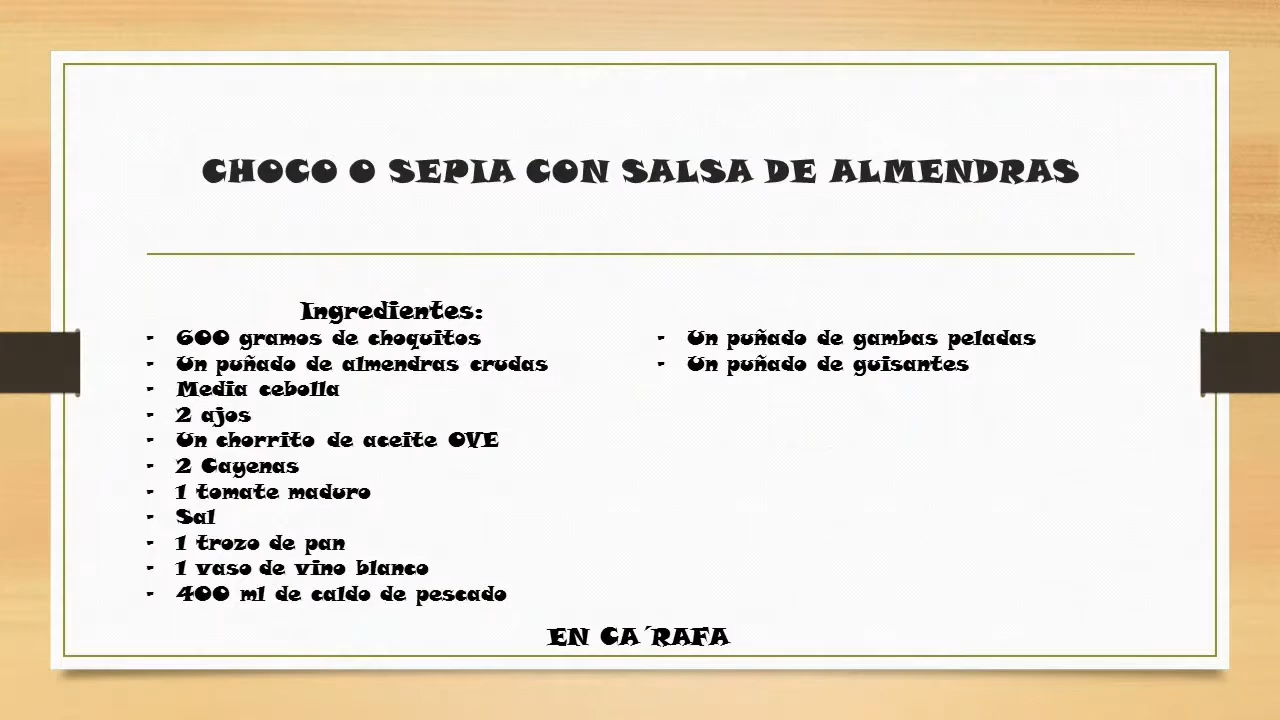 CHOCO O SEPIA CON SALSA DE ALMENDRAS
Ingredientes:
- 600 gramos de choquitos
- Un puñado de almendras crudas
- Media cebolla
- 2 ajos
- Un chorrito de aceite OVE
- 2 Cayenas
- 1 tomate maduro
- Sal
- 1 trozo de pan
- 1 vaso de vino blanco
- 400 ml de caldo de pescado
- Un puñado de gambas peladas
- Un puñado de guisantes
EN CA´RAFA